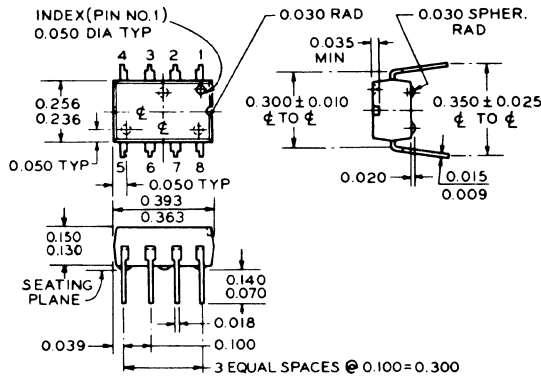 INDEX (PIN NO.1)
0.050 DIA TYP
0.030 RAD
0.030 SPHER.
RAD
0.035
MIN
4 3 2 1
0.256
0.236
℄
℄
0.300 ± 0.010
℄ TO ℄
0.350 ± 0.025
℄ TO ℄
0.050 TYP
5 6 7 8
0.050 TYP
0.020
0.015
0.009
0.393
0.363
0.150
0.130
SEATING
PLANE
0.140
0.070
0.018
0.039
0.100
3 EQUAL SPACES @ 0.100 = 0.300